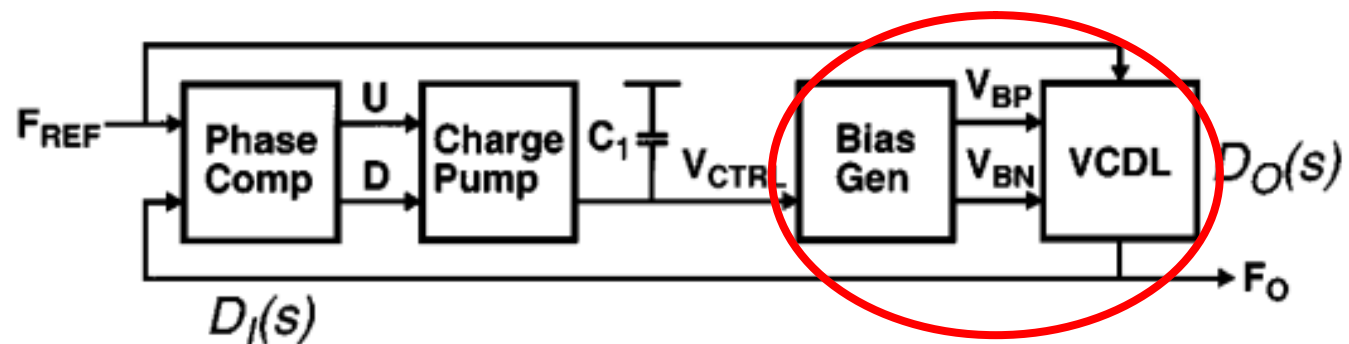 F_REF
Phase
Comp
U
D
Charge
Pump
C_1
V_CTRL
Bias
Gen
V_BP
V_BN
VCDL
D_O(s)
F_O
D_I(s)